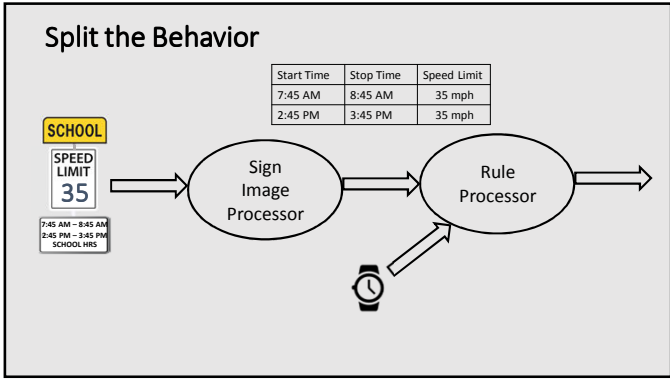 Split the Behavior
Start Time Stop Time Speed Limit
7:45 AM 8:45 AM 35 mph
2:45 PM 3:45 PM 35 mph
SCHOOL
SPEED
LIMIT
35
7:45 AM – 8:45 AM
2:45 PM – 3:45 PM
SCHOOL HRS
Sign
Image
Processor
Rule
Processor